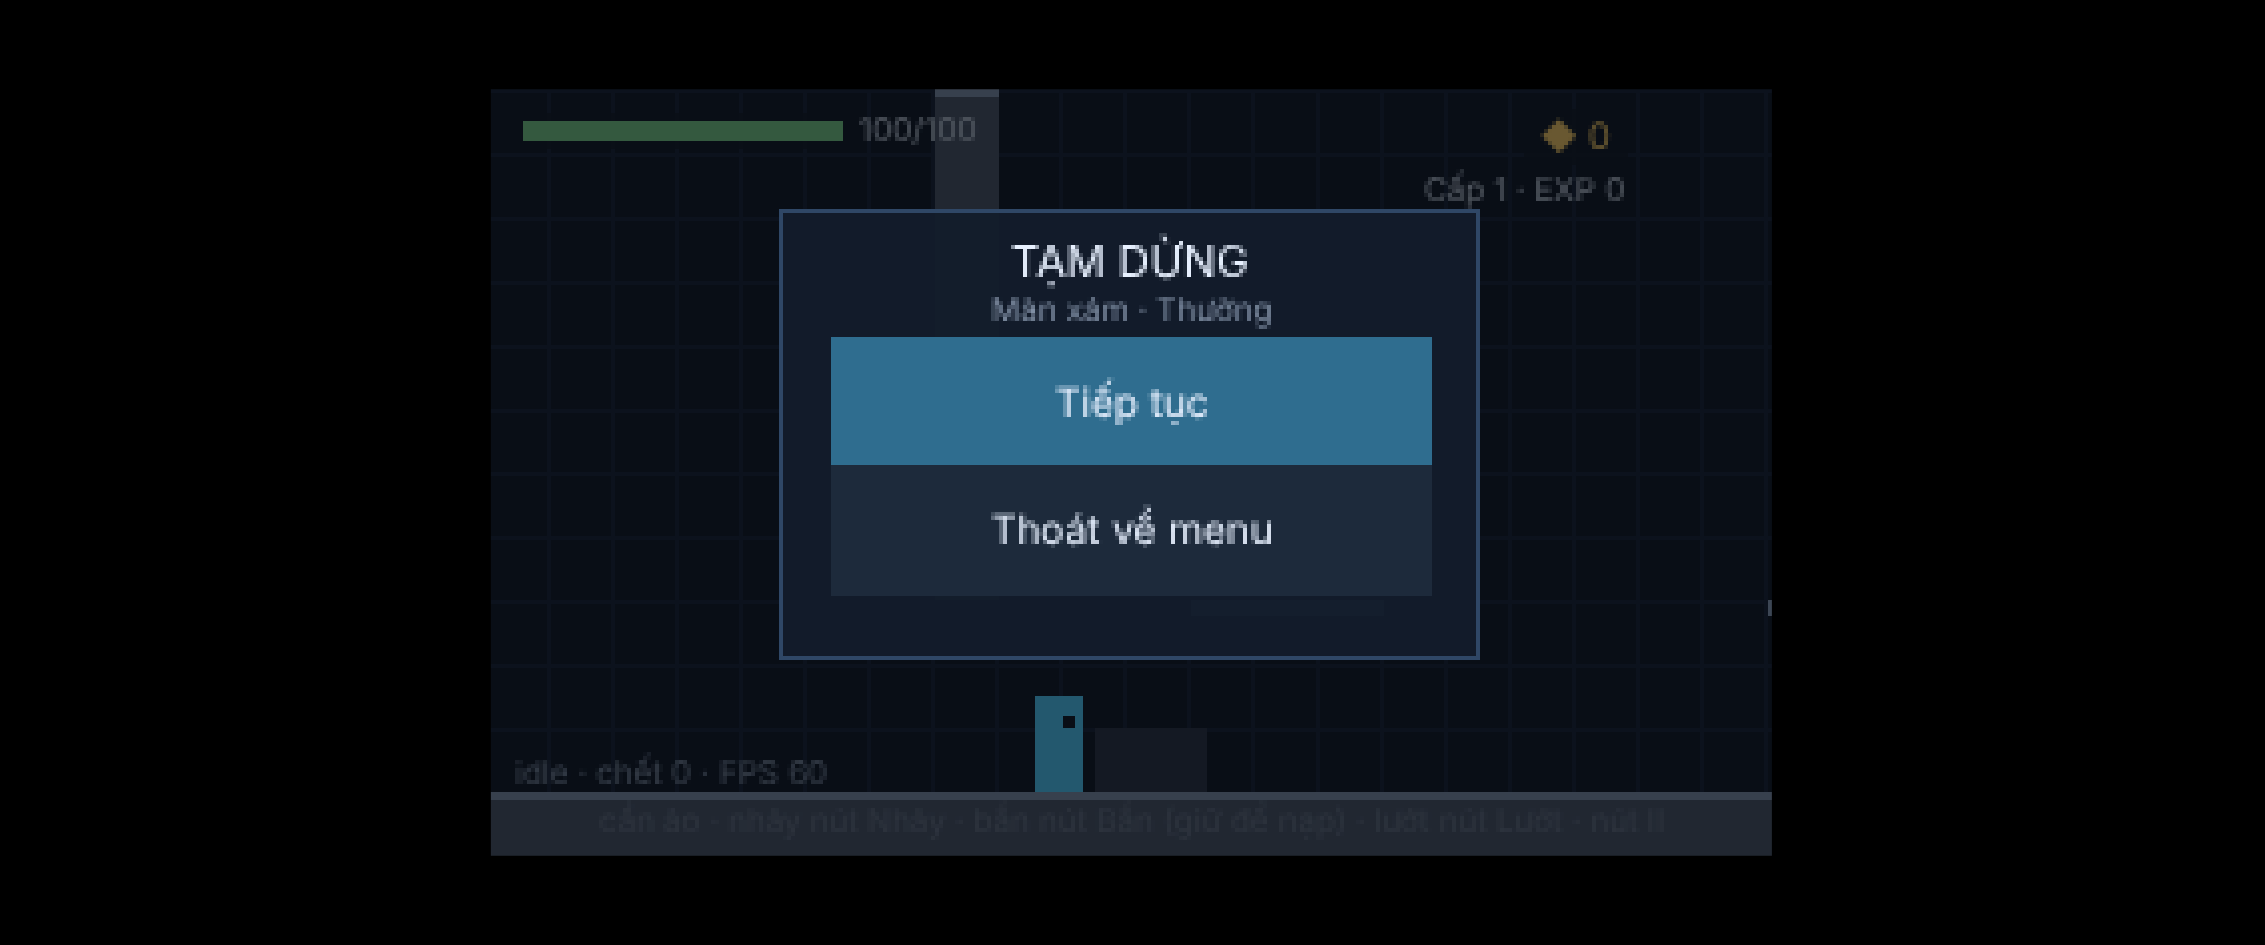 100/100
0
Cấp 1 · EXP 0
TẠM DỪNG
Màn xám - Thường
Tiếp tục
Thoát về menu
idle - chết 0 · FPS 60
cần ảo - nhảy nút Nhảy - bắn nút Bắn (giữ để nạp) - lướt nút Lướt - nút II